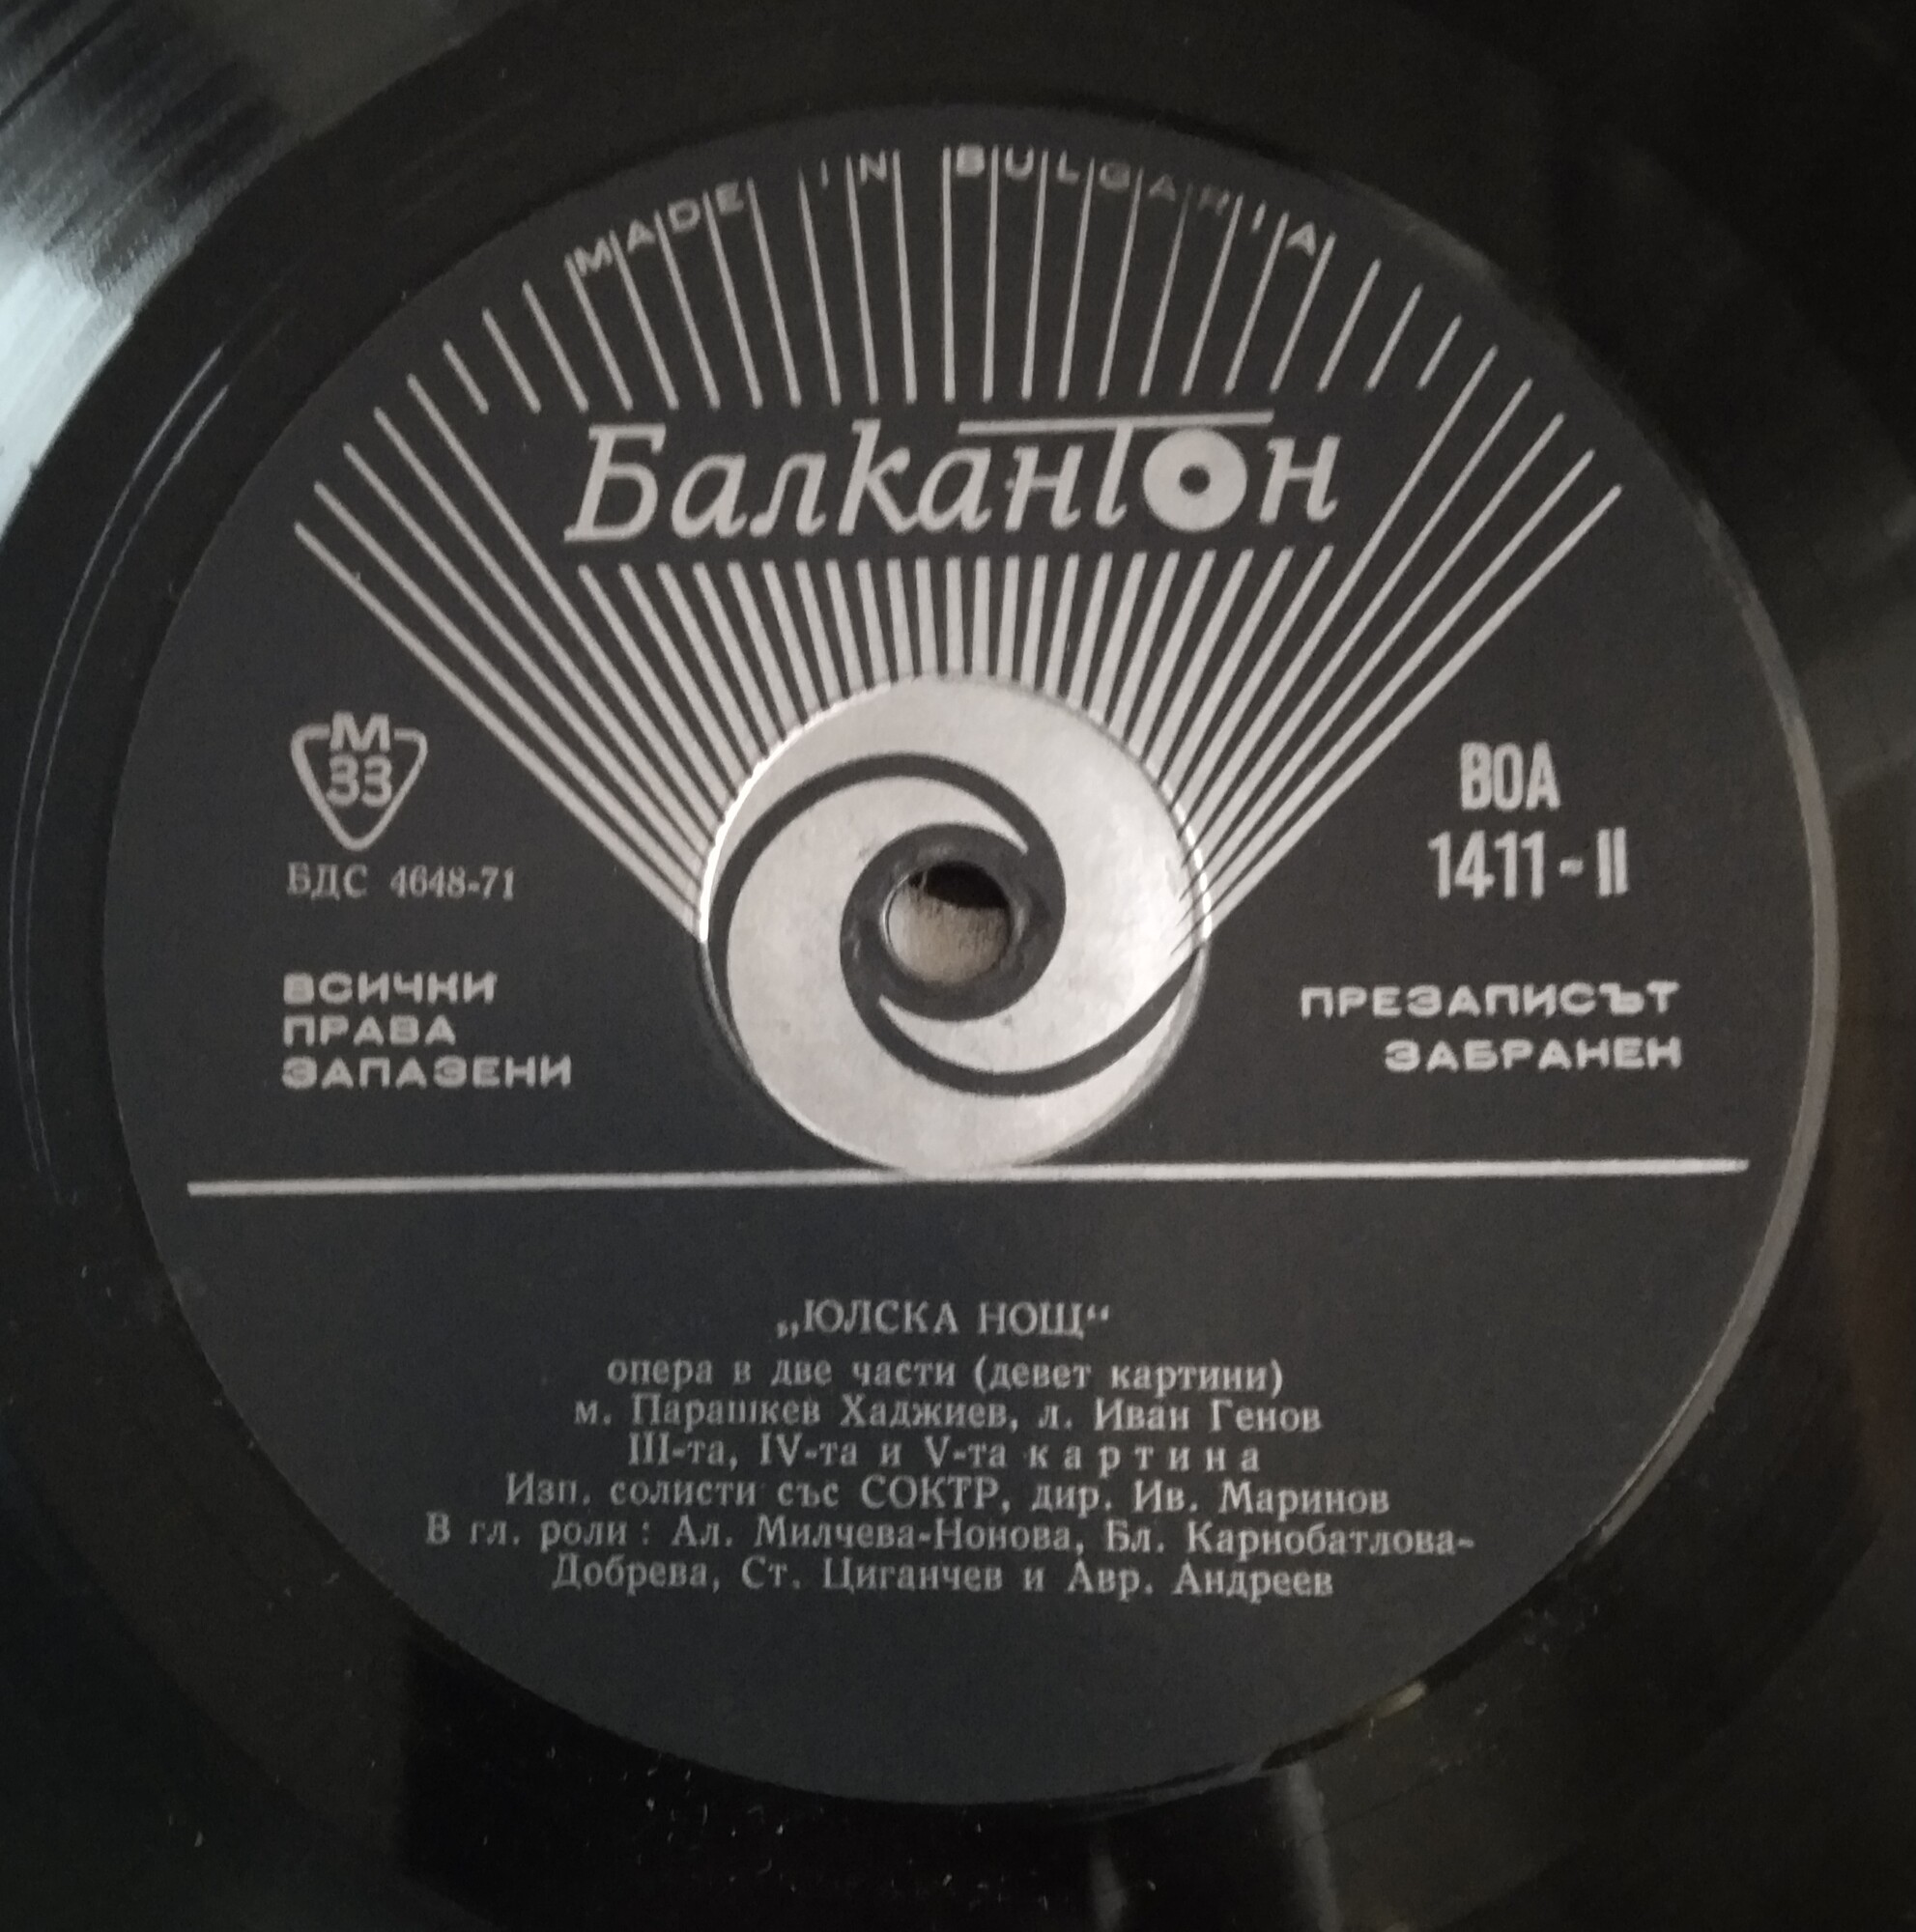 MADE IN BULGARIA
Балкантон
М
33
БДС 4648-71
ВСИЧКИ
ПРАВА
ЗАПАЗЕНИ
ВОА
1411-II
ПРЕЗАПИСЪТ
ЗАБРАНЕН
„ЮЛСКА НОЩ“
опера в две части (девет картини)
м. Парашкев Хаджиев, л. Иван Генов
III-та, IV-та и V-та картина
Изп. солисти със СОКТР, дир. Ив. Маринов
В гл. роли: Ал. Милчева-Нонова, Бл. Карнобатлова-
Добрева, Ст. Циганчев и Авр. Андреев